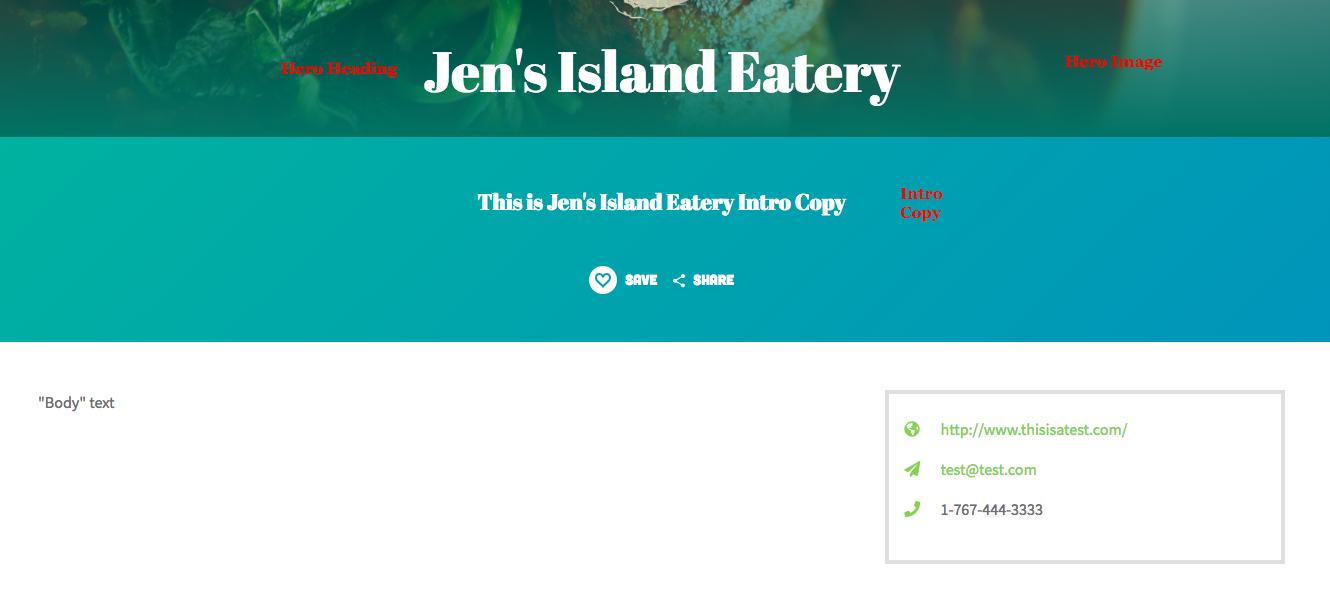 Hero Heading
Jen's Island Eatery
Hero Image
This is Jen's Island Eatery Intro Copy
Intro
Copy
SAVE
SHARE
"Body" text
http://www.thisisatest.com/
test@test.com
1-767-444-3333